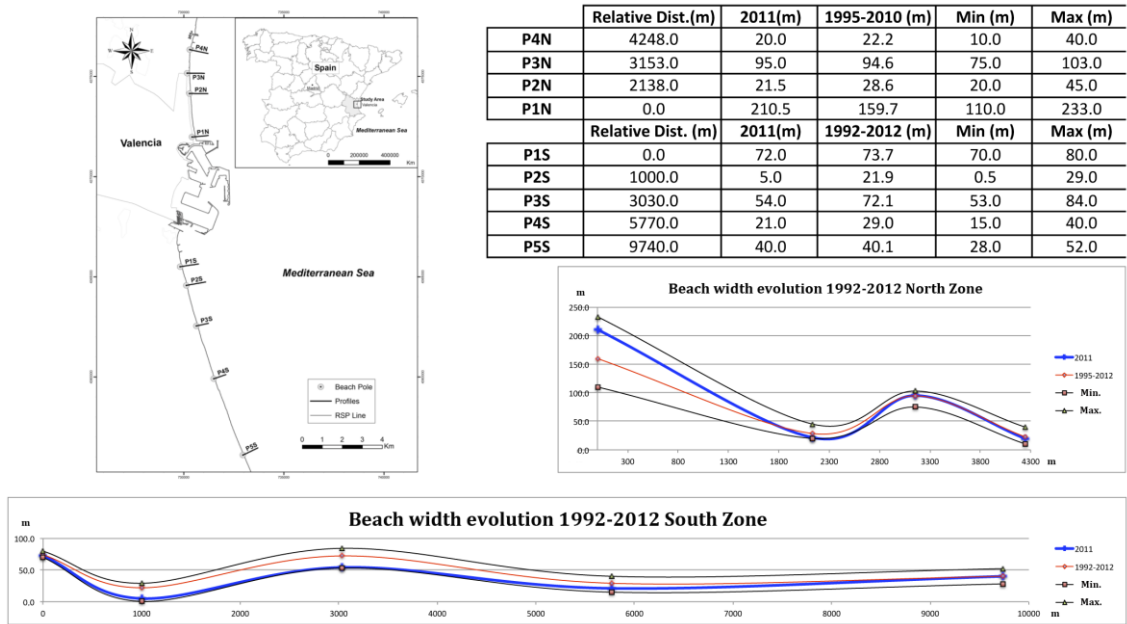 P4N
P3N
P2N
P1N
Valencia
P1S
P2S
P3S
P4S
P5S
Mediterranean Sea
Beach Pole
Profiles
RSP Line
0 1 2 3 4
Km
Spain
Study Area
Valencia
Mediterranean Sea
0 200000 400000
Km
Relative Dist.(m) 2011(m) 1995-2010 (m) Min (m) Max (m)
P4N 4248.0 20.0 22.2 10.0 40.0
P3N 3153.0 95.0 94.6 75.0 103.0
P2N 2138.0 21.5 28.6 20.0 45.0
P1N 0.0 210.5 159.7 110.0 233.0
Relative Dist. (m) 2011(m) 1992-2012 (m) Min (m) Max (m)
P1S 0.0 72.0 73.7 70.0 80.0
P2S 1000.0 5.0 21.9 0.5 29.0
P3S 3030.0 54.0 72.1 53.0 84.0
P4S 5770.0 21.0 29.0 15.0 40.0
P5S 9740.0 40.0 40.1 28.0 52.0
Beach width evolution 1992-2012 North Zone
m
250.0
200.0
150.0
100.0
50.0
0.0
300 800 1300 1800 2300 2800 3300 3800 4300 m
2011
1995-2012
Min.
Max.
Beach width evolution 1992-2012 South Zone
m
100.0
50.0
0.0
0 1000 2000 3000 4000 5000 6000 7000 8000 9000 10000 m
2011
1992-2012
Min.
Max.